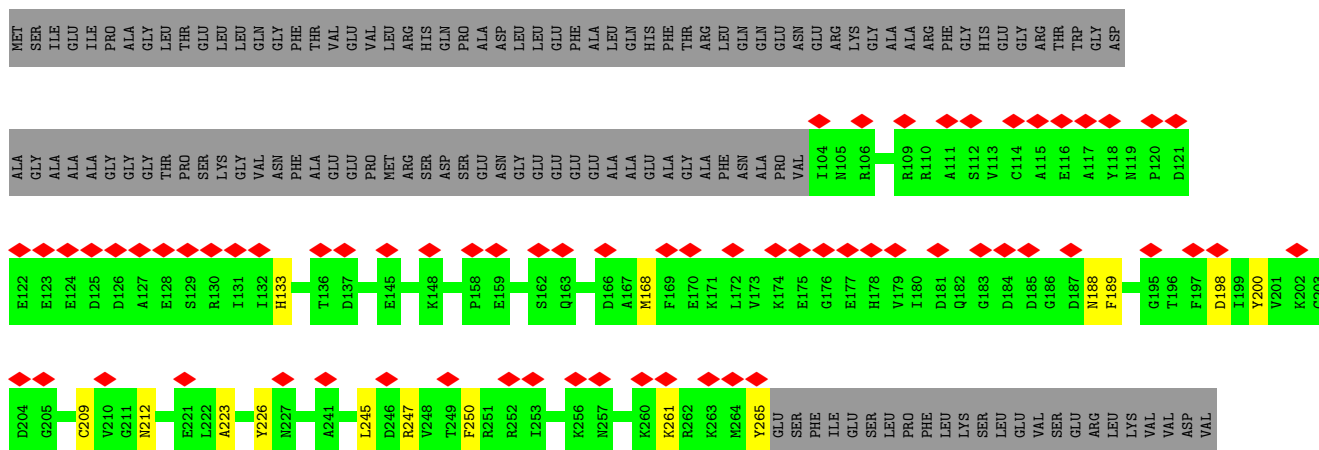 MET SER ILE GLU ILE PRO ALA GLY LEU THR GLU LEU LEU GLN GLY PHE THR VAL GLU VAL LEU ARG HIS GLN PRO ALA ASP LEU LEU GLU PHE ALA LEU GLN HIS PHE THR ARG LEU GLN GLN GLU ASN GLU ARG LYS GLY ALA ALA ARG PHE GLY HIS GLU GLY ARG THR TRP GLY ASP
ALA GLY ALA ALA ALA GLY GLY GLY THR PRO SER LYS GLY VAL ASN PHE ALA GLU GLU PRO MET ARG SER ASP SER GLU ASN GLY GLU GLU GLU GLU ALA ALA GLU ALA GLY ALA PHE ASN ALA PRO VAL I104 N105 R106 R109 R110 A111 S112 V113 C114 A115 E116 A117 Y118 N119 P120 D121
E122 E123 E124 D125 D126 A127 E128 S129 R130 I131 I132 H133 T136 D137 E145 K148 P158 E159 S162 Q163 D166 A167 M168 F169 E170 K171 L172 V173 K174 E175 G176 E177 H178 V179 I180 D181 Q182 G183 D184 D185 G186 D187 N188 F189 G195 T196 F197 D198 I199 Y200 V201 K202
D204 G205 C209 V210 G211 N212 E221 L222 A223 Y226 N227 A241 L245 D246 R247 V248 T249 F250 R251 R252 I253 K256 N257 K260 K261 R262 K263 M264 Y265 GLU SER PHE ILE GLU SER LEU PRO PHE LEU LYS SER LEU GLU VAL SER GLU ARG LEU LYS VAL VAL ASP VAL